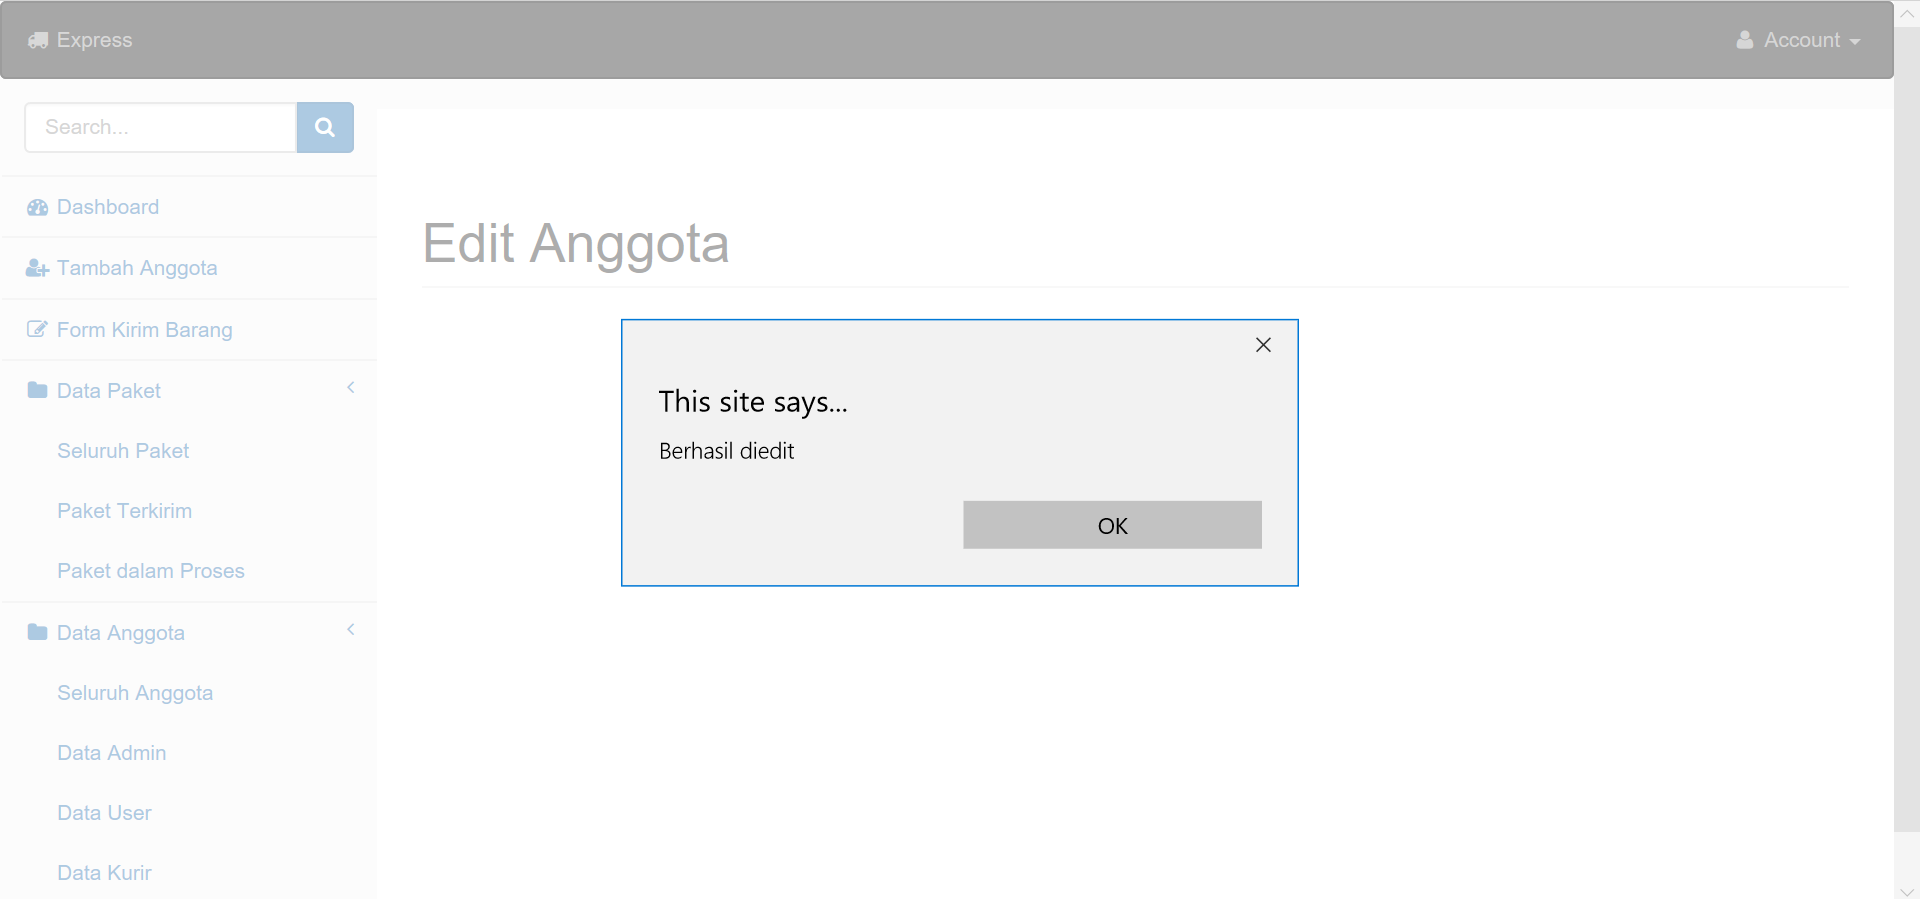 Express
Account
Search...
Dashboard
Tambah Anggota
Form Kirim Barang
Data Paket
Seluruh Paket
Paket Terkirim
Paket dalam Proses
Data Anggota
Seluruh Anggota
Data Admin
Data User
Data Kurir
Edit Anggota
This site says...
Berhasil diedit
OK